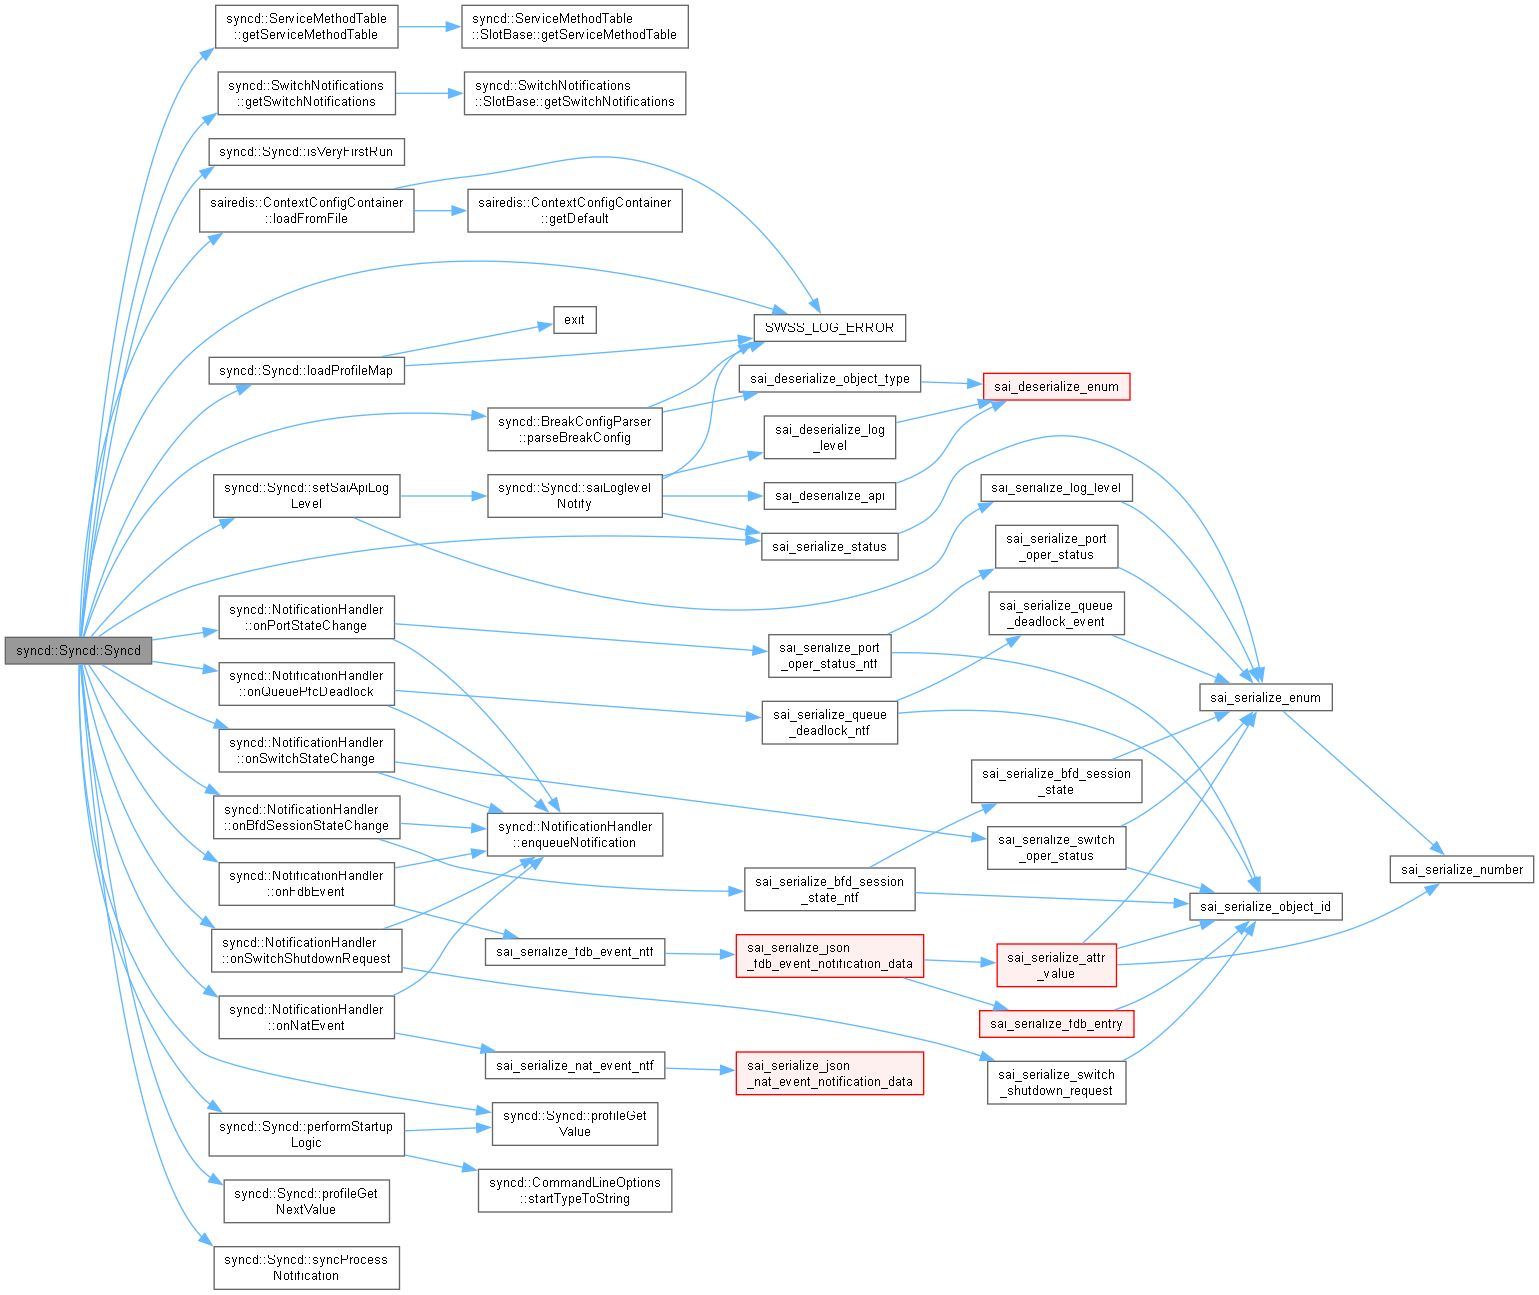 syncd::ServiceMethodTable
::getServiceMethodTable
syncd::ServiceMethodTable
::SlotBase::getServiceMethodTable
syncd::SwitchNotifications
::getSwitchNotifications
syncd::SwitchNotifications
::SlotBase::getSwitchNotifications
syncd::Syncd::isVeryFirstRun
sairedis::ContextConfigContainer
::loadFromFile
sairedis::ContextConfigContainer
::getDefault
exit
SWSS_LOG_ERROR
syncd::Syncd::loadProfileMap
sai_deserialize_object_type
sai_deserialize_enum
syncd::BreakConfigParser
::parseBreakConfig
sai_deserialize_log
_level
syncd::Syncd::setSaiApiLog
Level
syncd::Syncd::saiLoglevel
Notify
sai_deserialize_api
sai_serialize_log_level
sai_serialize_status
sai_serialize_port
_oper_status
syncd::NotificationHandler
::onPortStateChange
sai_serialize_queue
_deadlock_event
syncd::Syncd::Syncd
sai_serialize_port
_oper_status_ntf
syncd::NotificationHandler
::onQueuePfcDeadlock
sai_serialize_enum
sai_serialize_queue
_deadlock_ntf
syncd::NotificationHandler
::onSwitchStateChange
sai_serialize_bfd_session
_state
syncd::NotificationHandler
::onBfdSessionStateChange
syncd::NotificationHandler
::enqueueNotification
sai_serialize_switch
_oper_status
sai_serialize_number
syncd::NotificationHandler
::onFdbEvent
sai_serialize_bfd_session
_state_ntf
sai_serialize_object_id
syncd::NotificationHandler
::onSwitchShutdownRequest
sai_serialize_fdb_event_ntf
sai_serialize_json
_fdb_event_notification_data
sai_serialize_attr
_value
syncd::NotificationHandler
::onNatEvent
sai_serialize_fdb_entry
sai_serialize_nat_event_ntf
sai_serialize_json
_nat_event_notification_data
sai_serialize_switch
_shutdown_request
syncd::Syncd::performStartup
Logic
syncd::Syncd::profileGet
Value
syncd::CommandLineOptions
::startTypeToString
syncd::Syncd::profileGet
NextValue
syncd::Syncd::syncProcess
Notification